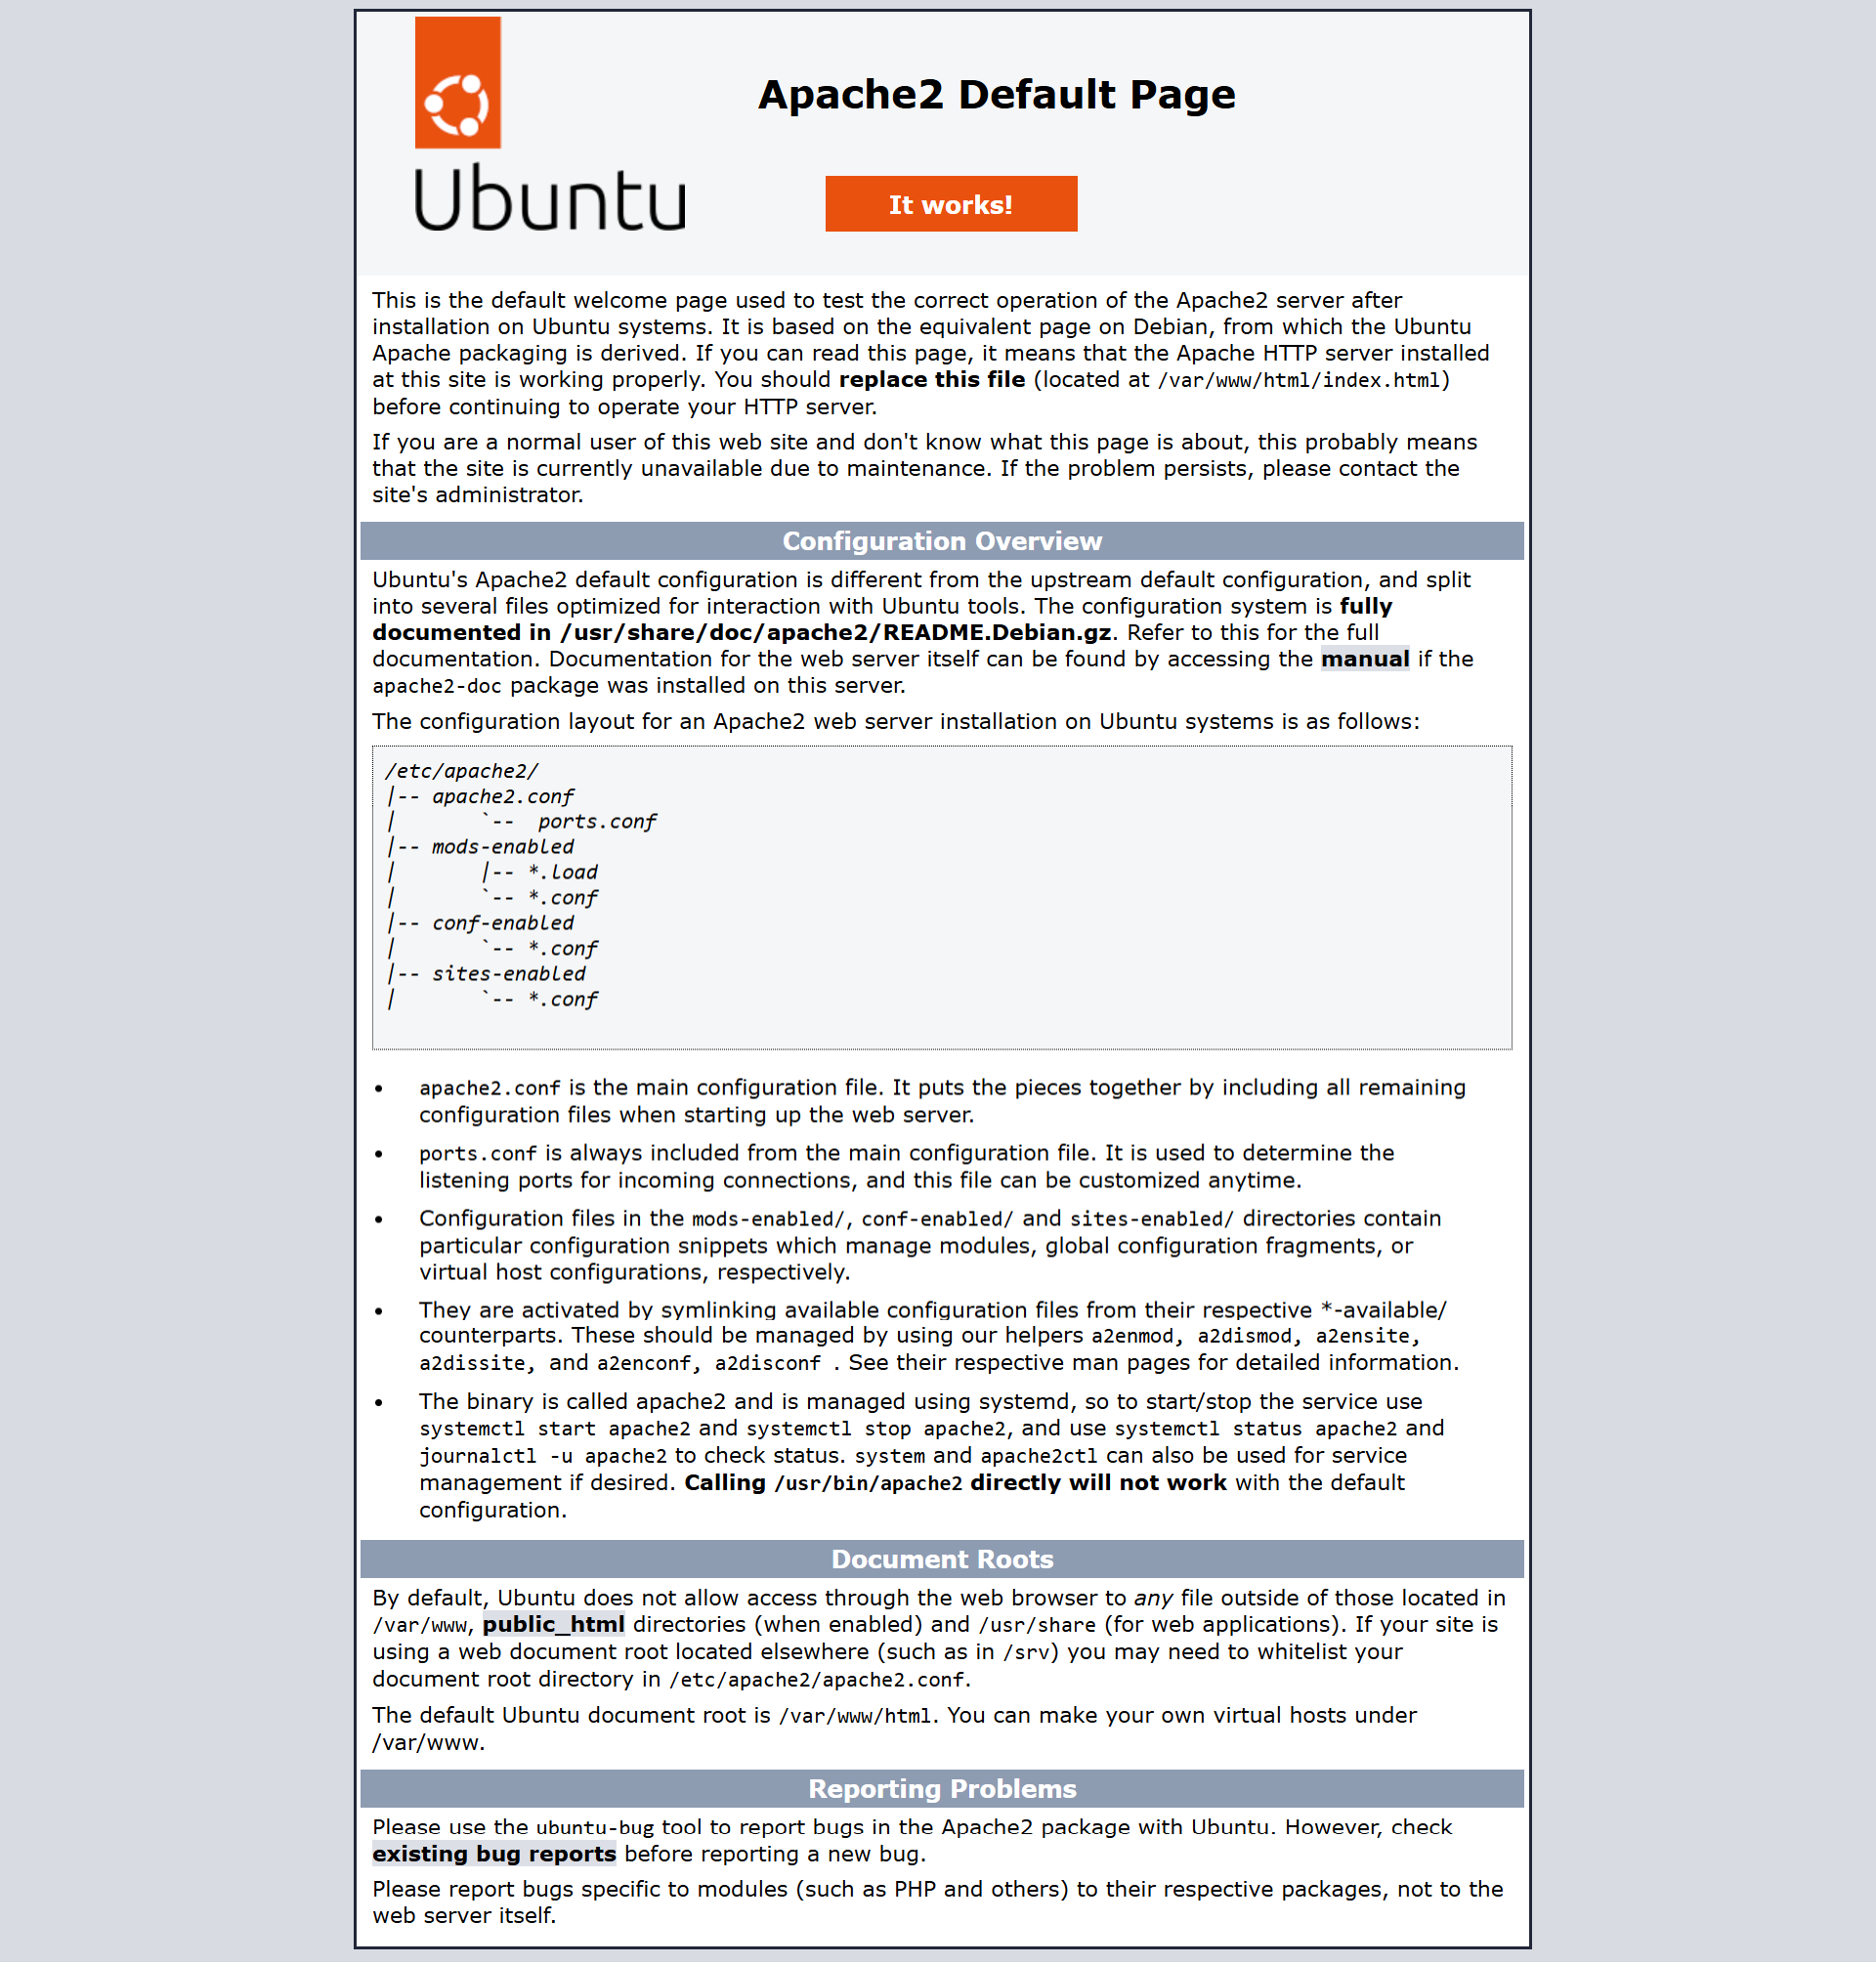 Ubuntu
Apache2 Default Page
It works!
This is the default welcome page used to test the correct operation of the Apache2 server after
installation on Ubuntu systems. It is based on the equivalent page on Debian, from which the Ubuntu
Apache packaging is derived. If you can read this page, it means that the Apache HTTP server installed
at this site is working properly. You should replace this file (located at /var/www/html/index.html)
before continuing to operate your HTTP server.
If you are a normal user of this web site and don't know what this page is about, this probably means
that the site is currently unavailable due to maintenance. If the problem persists, please contact the
site's administrator.
Configuration Overview
Ubuntu's Apache2 default configuration is different from the upstream default configuration, and split
into several files optimized for interaction with Ubuntu tools. The configuration system is fully
documented in /usr/share/doc/apache2/README.Debian.gz. Refer to this for the full
documentation. Documentation for the web server itself can be found by accessing the manual if the
apache2-doc package was installed on this server.
The configuration layout for an Apache2 web server installation on Ubuntu systems is as follows:
/etc/apache2/
|-- apache2.conf
|       `--  ports.conf
|-- mods-enabled
|       |-- *.load
|       `-- *.conf
|-- conf-enabled
|       `-- *.conf
|-- sites-enabled
|       `-- *.conf
• apache2.conf is the main configuration file. It puts the pieces together by including all remaining
configuration files when starting up the web server.
• ports.conf is always included from the main configuration file. It is used to determine the
listening ports for incoming connections, and this file can be customized anytime.
• Configuration files in the mods-enabled/, conf-enabled/ and sites-enabled/ directories contain
particular configuration snippets which manage modules, global configuration fragments, or
virtual host configurations, respectively.
• They are activated by symlinking available configuration files from their respective *-available/
counterparts. These should be managed by using our helpers a2enmod, a2dismod, a2ensite,
a2dissite, and a2enconf, a2disconf . See their respective man pages for detailed information.
• The binary is called apache2 and is managed using systemd, so to start/stop the service use
systemctl start apache2 and systemctl stop apache2, and use systemctl status apache2 and
journalctl -u apache2 to check status. system and apache2ctl can also be used for service
management if desired. Calling /usr/bin/apache2 directly will not work with the default
configuration.
Document Roots
By default, Ubuntu does not allow access through the web browser to any file outside of those located in
/var/www, public_html directories (when enabled) and /usr/share (for web applications). If your site is
using a web document root located elsewhere (such as in /srv) you may need to whitelist your
document root directory in /etc/apache2/apache2.conf.
The default Ubuntu document root is /var/www/html. You can make your own virtual hosts under
/var/www.
Reporting Problems
Please use the ubuntu-bug tool to report bugs in the Apache2 package with Ubuntu. However, check
existing bug reports before reporting a new bug.
Please report bugs specific to modules (such as PHP and others) to their respective packages, not to the
web server itself.